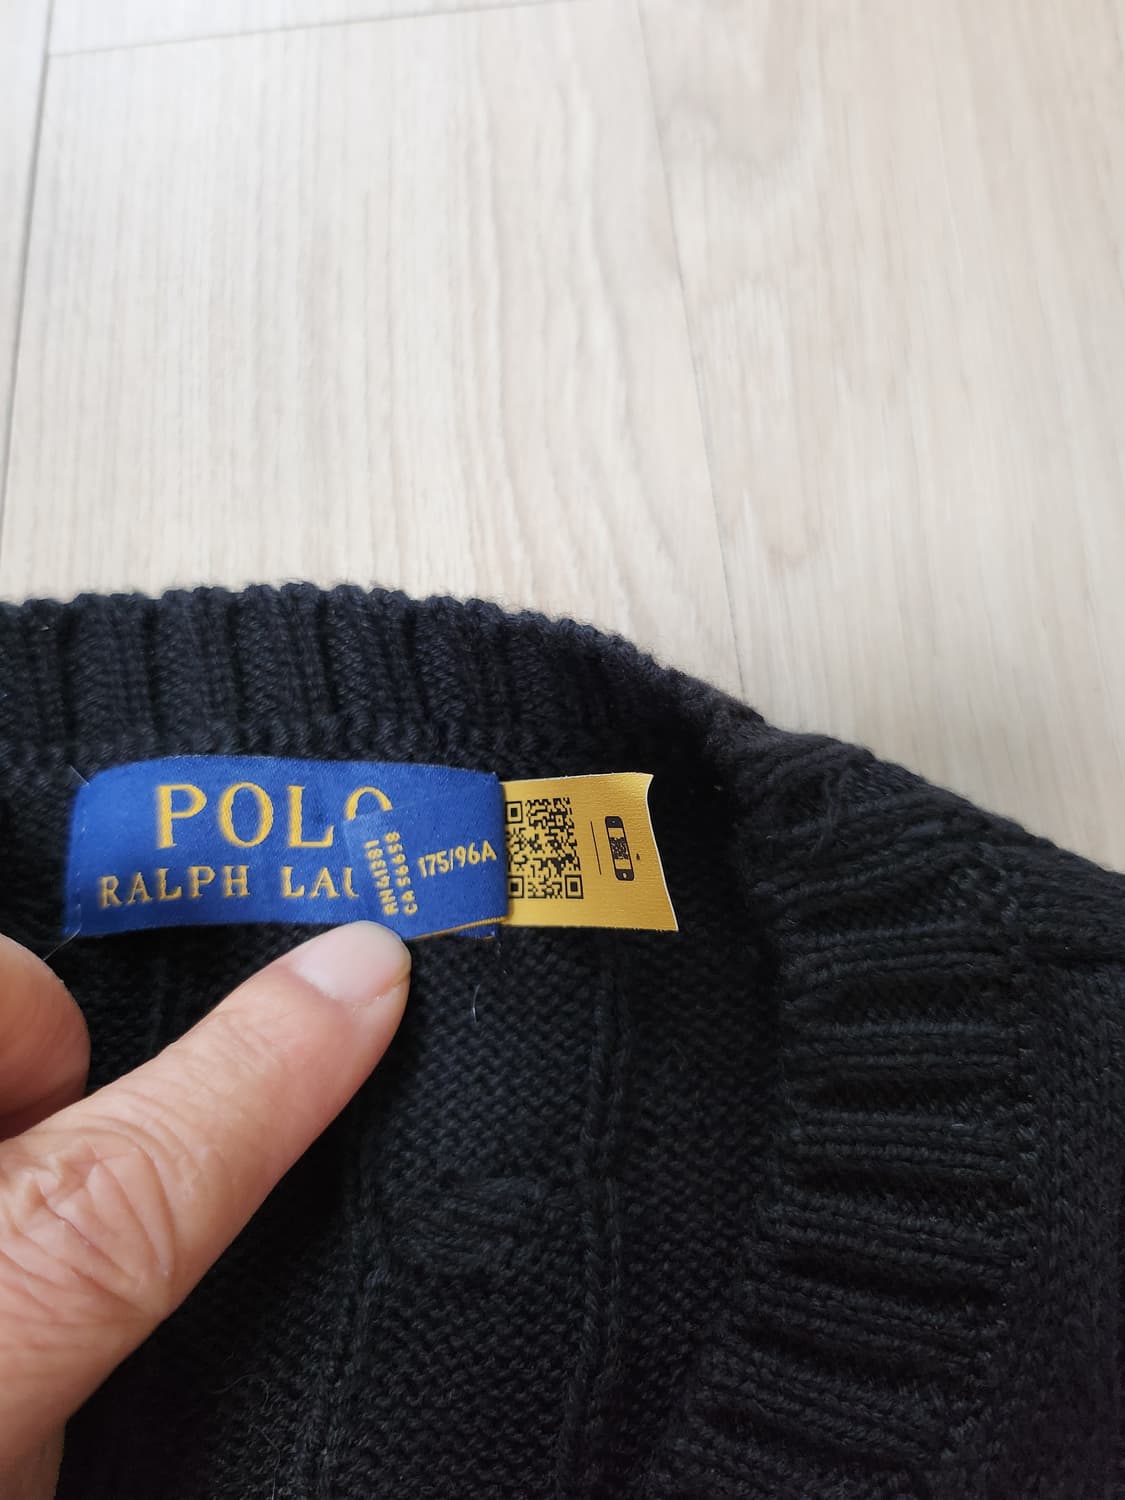 POLO
RALPH LAU
RN41381
CA 56658
175/96A